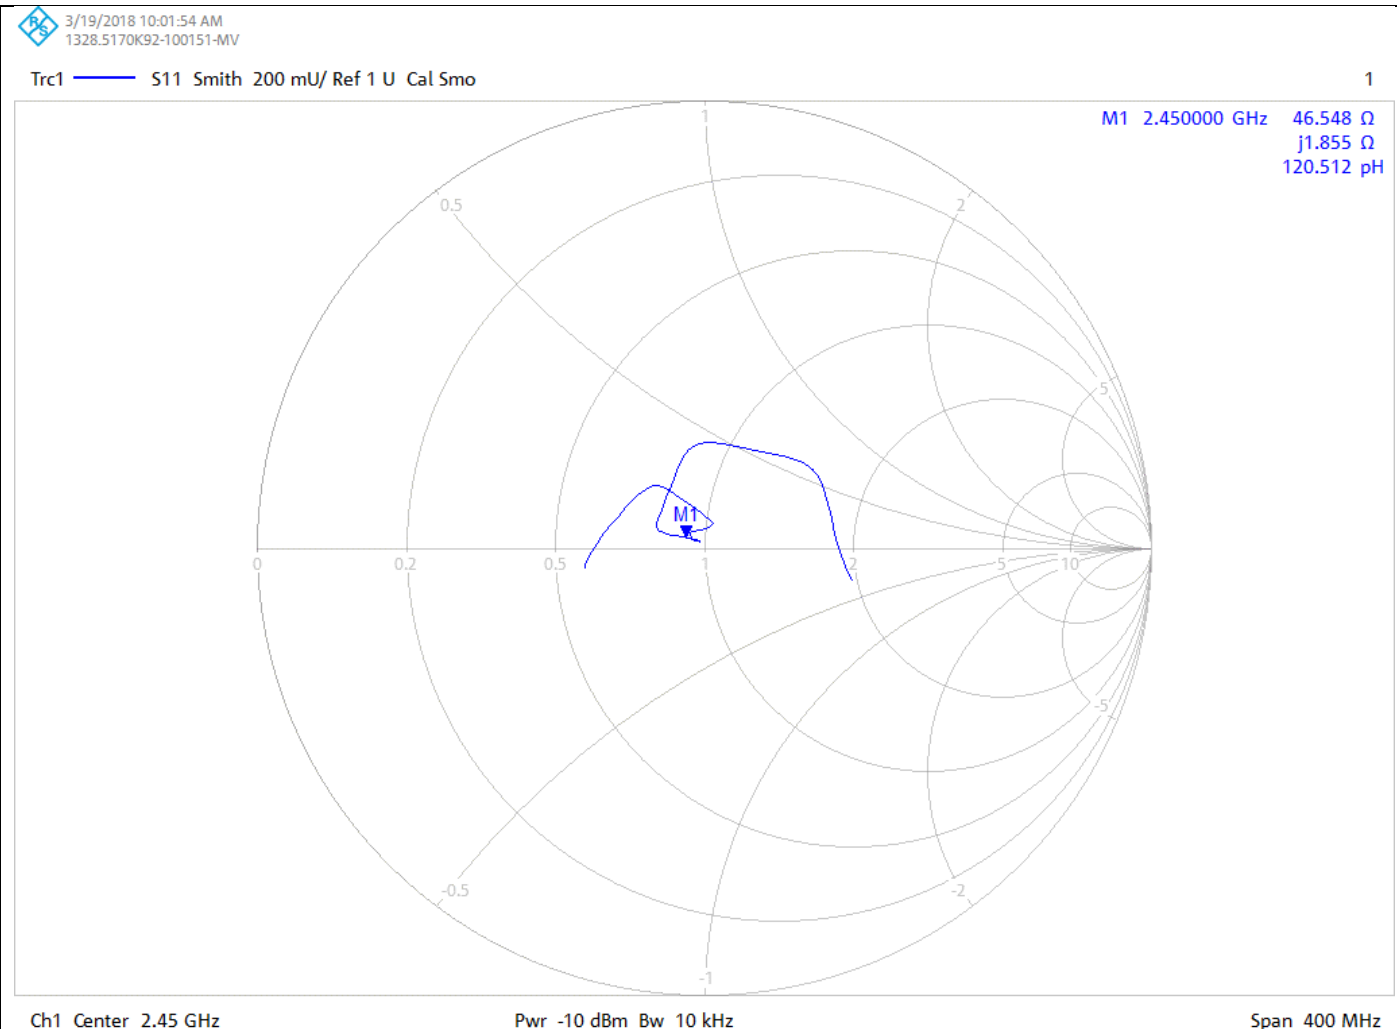 R&S
3/19/2018 10:01:54 AM
1328.5170K92-100151-MV
Trc1 S11 Smith 200 mU/ Ref 1 U Cal Smo 1
M1 2.450000 GHz 46.548 Ω
j1.855 Ω
120.512 pH
1
0.5 2
5
M1
0 0.2 0.5 1 2 5 10
-5
-0.5 -2
-1
Ch1 Center 2.45 GHz Pwr -10 dBm Bw 10 kHz Span 400 MHz